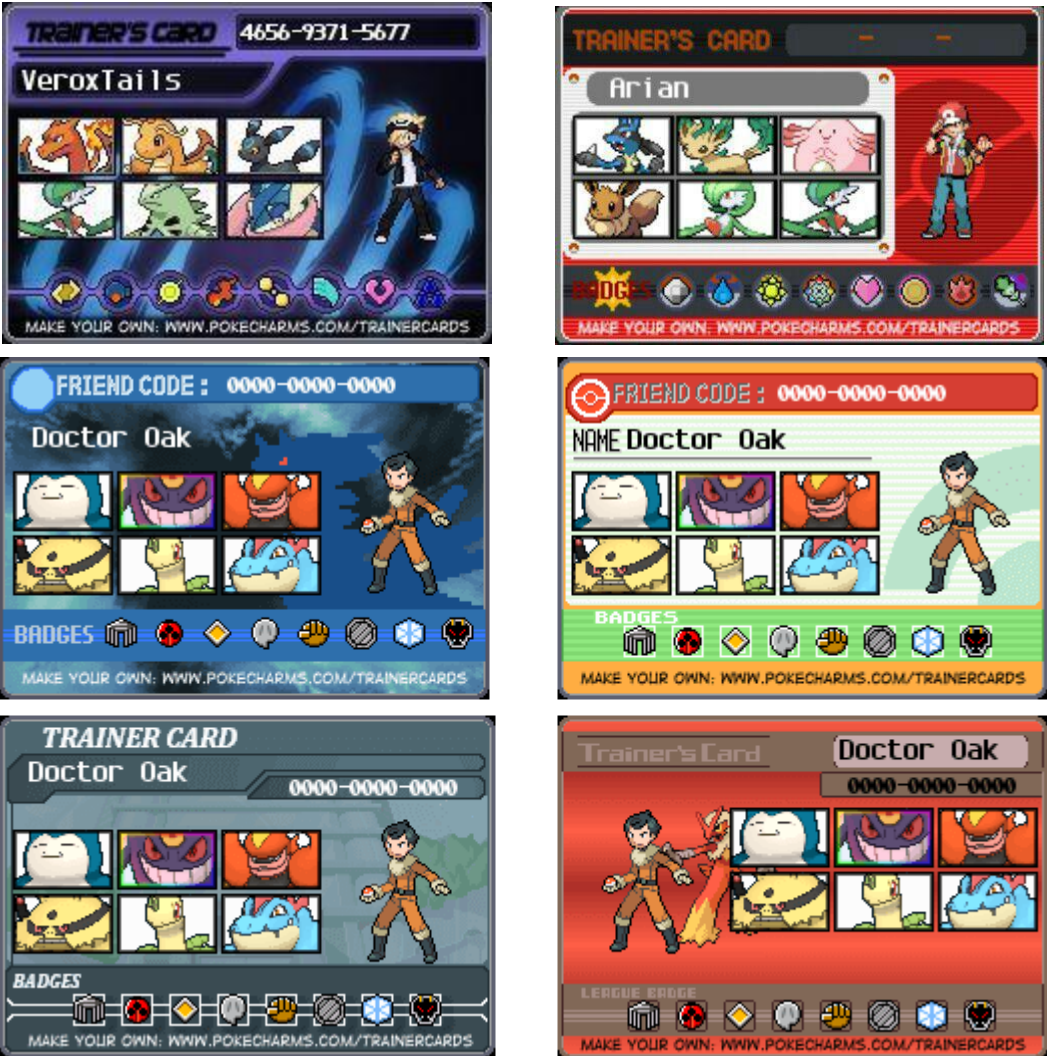 TRAINER'S CARD 4656-9371-5677
VeroxTails
MAKE YOUR OWN: WWW.POKECHARMS.COM/TRAINERCARDS
TRAINER'S CARD - -
Arian
BADGES
MAKE YOUR OWN: WWW.POKECHARMS.COM/TRAINERCARDS
FRIEND CODE : 0000-0000-0000
Doctor Oak
BADGES
MAKE YOUR OWN: WWW.POKECHARMS.COM/TRAINERCARDS
FRIEND CODE : 0000-0000-0000
NAME Doctor Oak
BADGES
MAKE YOUR OWN: WWW.POKECHARMS.COM/TRAINERCARDS
TRAINER CARD
Doctor Oak
0000-0000-0000
BADGES
MAKE YOUR OWN: WWW.POKECHARMS.COM/TRAINERCARDS
Trainer's Card Doctor Oak
0000-0000-0000
LEAGUE BADGE
MAKE YOUR OWN: WWW.POKECHARMS.COM/TRAINERCARDS